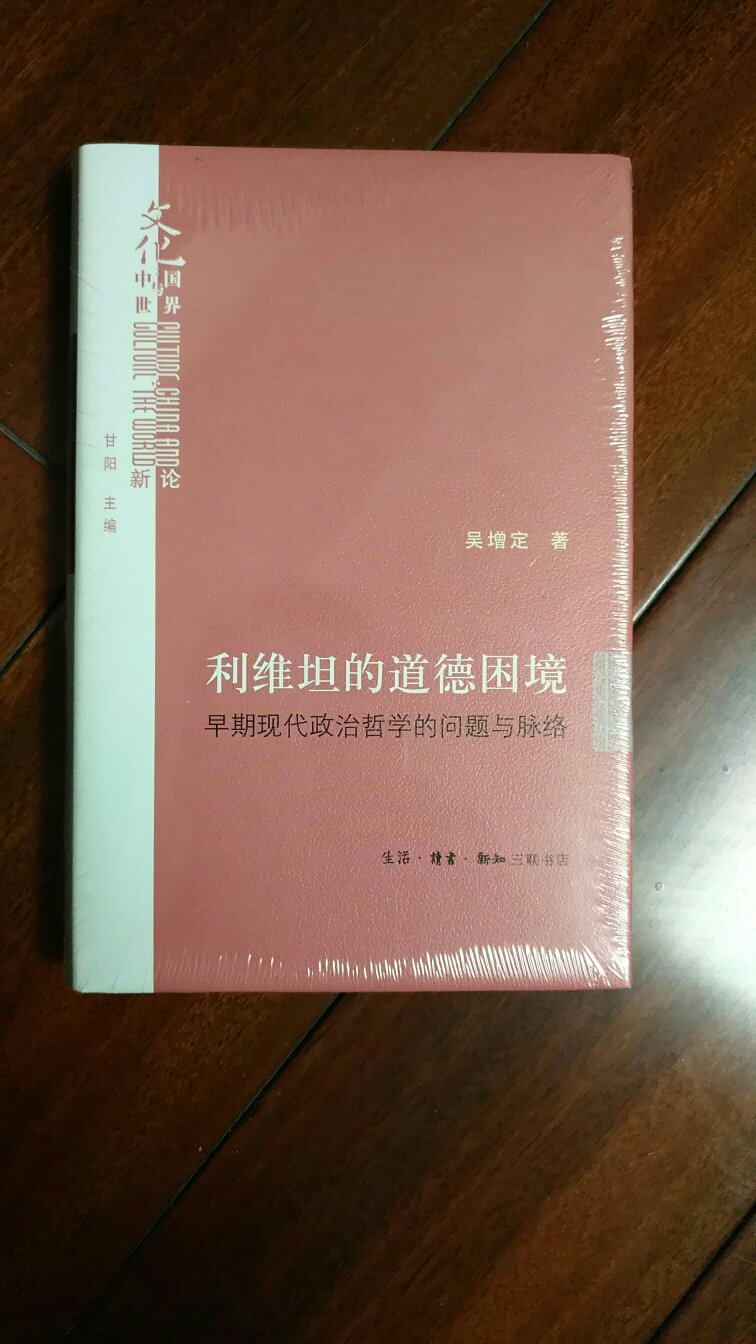 文化
中国
与
世界
CULTURE: CHINA AND
CULTURE: THE WORLD
新论
甘阳 主编
吴增定 著
利维坦的道德困境
早期现代政治哲学的问题与脉络
生活·讀書·新知三联书店